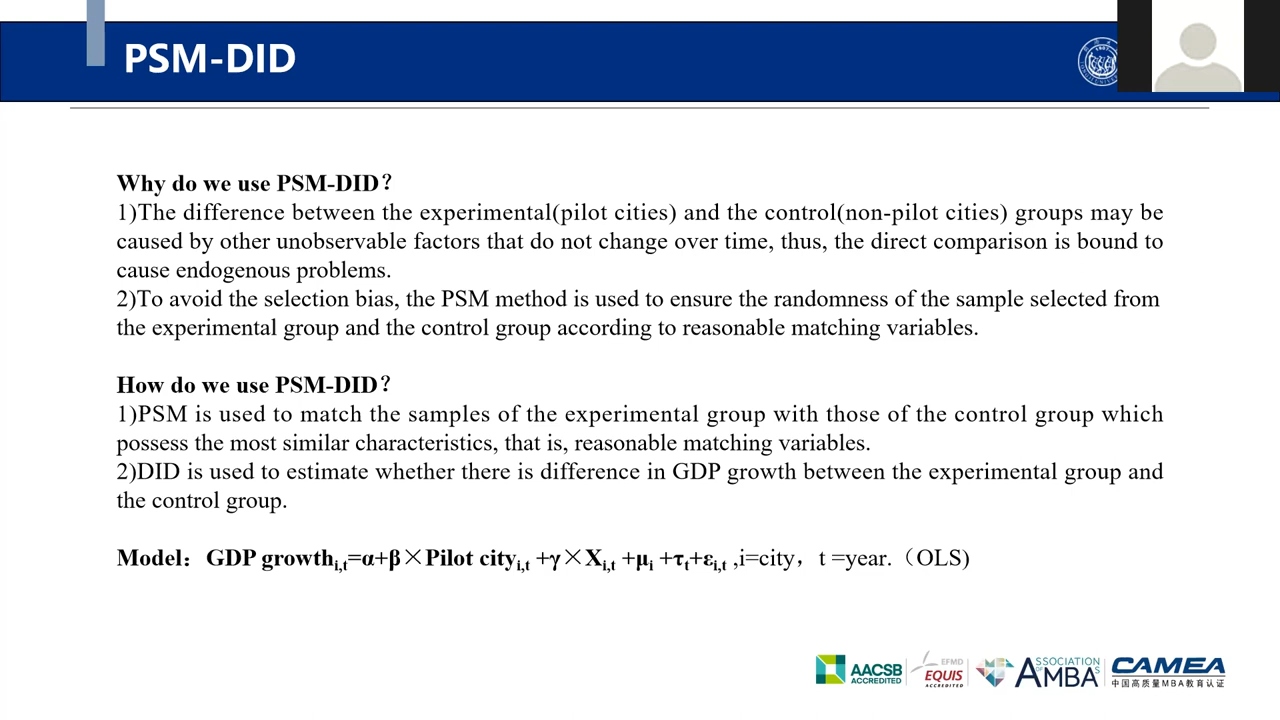 PSM-DID
Why do we use PSM-DID？
1)The difference between the experimental(pilot cities) and the control(non-pilot cities) groups may be
caused by other unobservable factors that do not change over time, thus, the direct comparison is bound to
cause endogenous problems.
2)To avoid the selection bias, the PSM method is used to ensure the randomness of the sample selected from
the experimental group and the control group according to reasonable matching variables.
How do we use PSM-DID？
1)PSM is used to match the samples of the experimental group with those of the control group which
possess the most similar characteristics, that is, reasonable matching variables.
2)DID is used to estimate whether there is difference in GDP growth between the experimental group and
the control group.
Model：GDP growthi,t=α+β×Pilot cityi,t +γ×Xi,t +μi +τt+εi,t ,i=city，t =year.（OLS)
AACSB
ACCREDITED
EFMD
EQUIS
ACCREDITED
ASSOCIATION
OF
AMBAS
CAMEA
中国高质量MBA教育认证